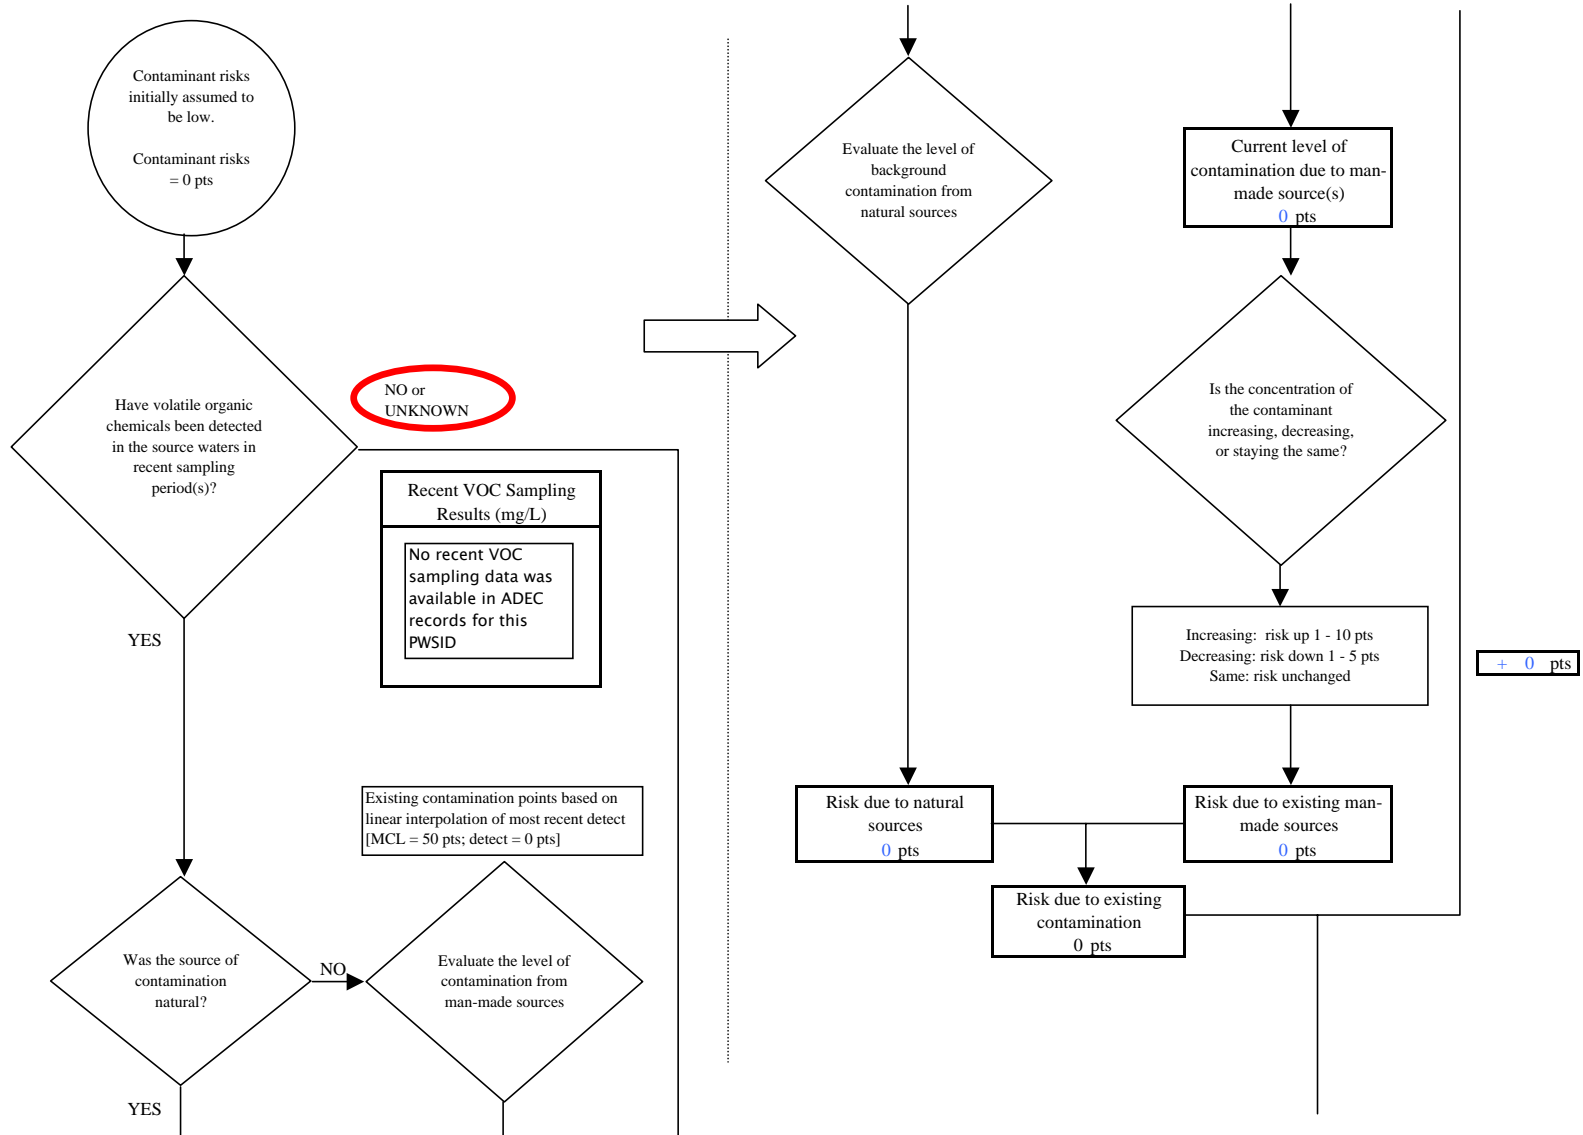 Contaminant risks
initially assumed to
be low.
Contaminant risks
= 0 pts
Have volatile organic
chemicals been detected
in the source waters in
recent sampling
period(s)?
NO or
UNKNOWN
Recent VOC Sampling
Results (mg/L)
No recent VOC
sampling data was
available in ADEC
records for this
PWSID
YES
Existing contamination points based on
linear interpolation of most recent detect
[MCL = 50 pts; detect = 0 pts]
Was the source of
contamination
natural?
NO
Evaluate the level of
contamination from
man-made sources
YES
Evaluate the level of
background
contamination from
natural sources
Current level of
contamination due to man-
made source(s)
0 pts
Is the concentration of
the contaminant
increasing, decreasing,
or staying the same?
Increasing: risk up 1 - 10 pts
Decreasing: risk down 1 - 5 pts
Same: risk unchanged
+ 0 pts
Risk due to natural
sources
0 pts
Risk due to existing man-
made sources
0 pts
Risk due to existing
contamination
0 pts